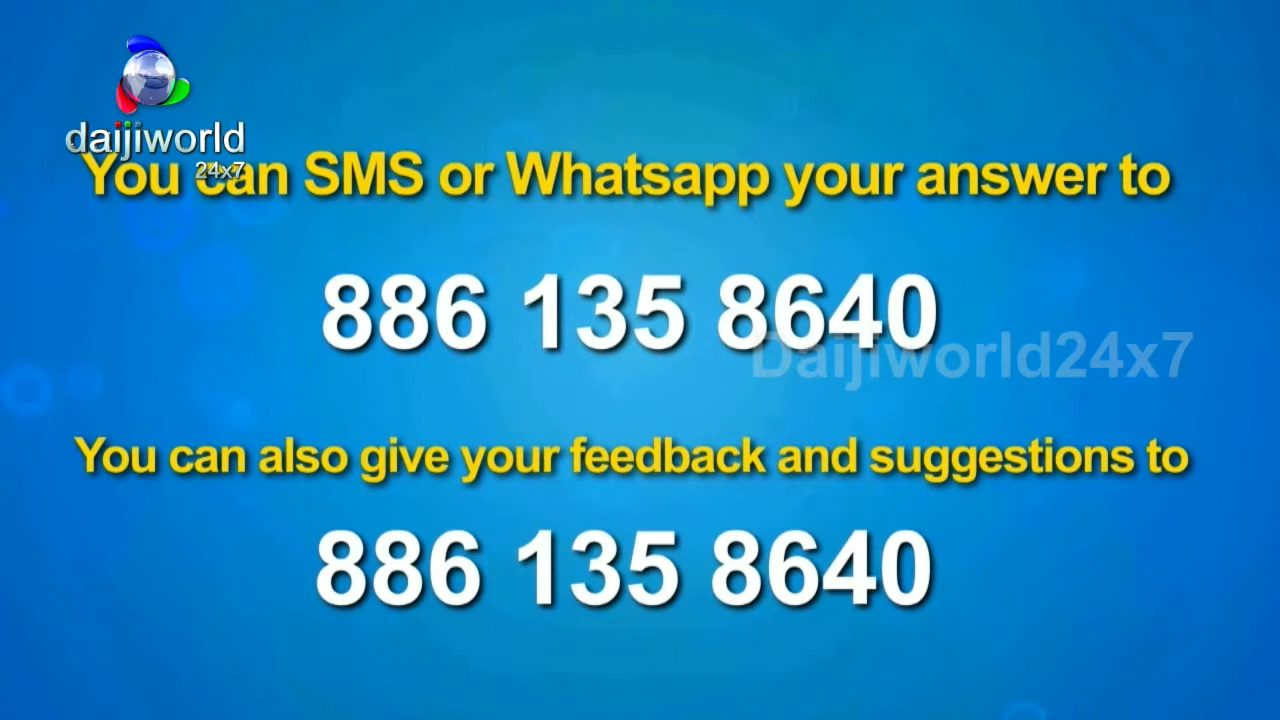 daijiworld
24x7
You can SMS or Whatsapp your answer to
886 135 8640
Daijiworld24x7
You can also give your feedback and suggestions to
886 135 8640